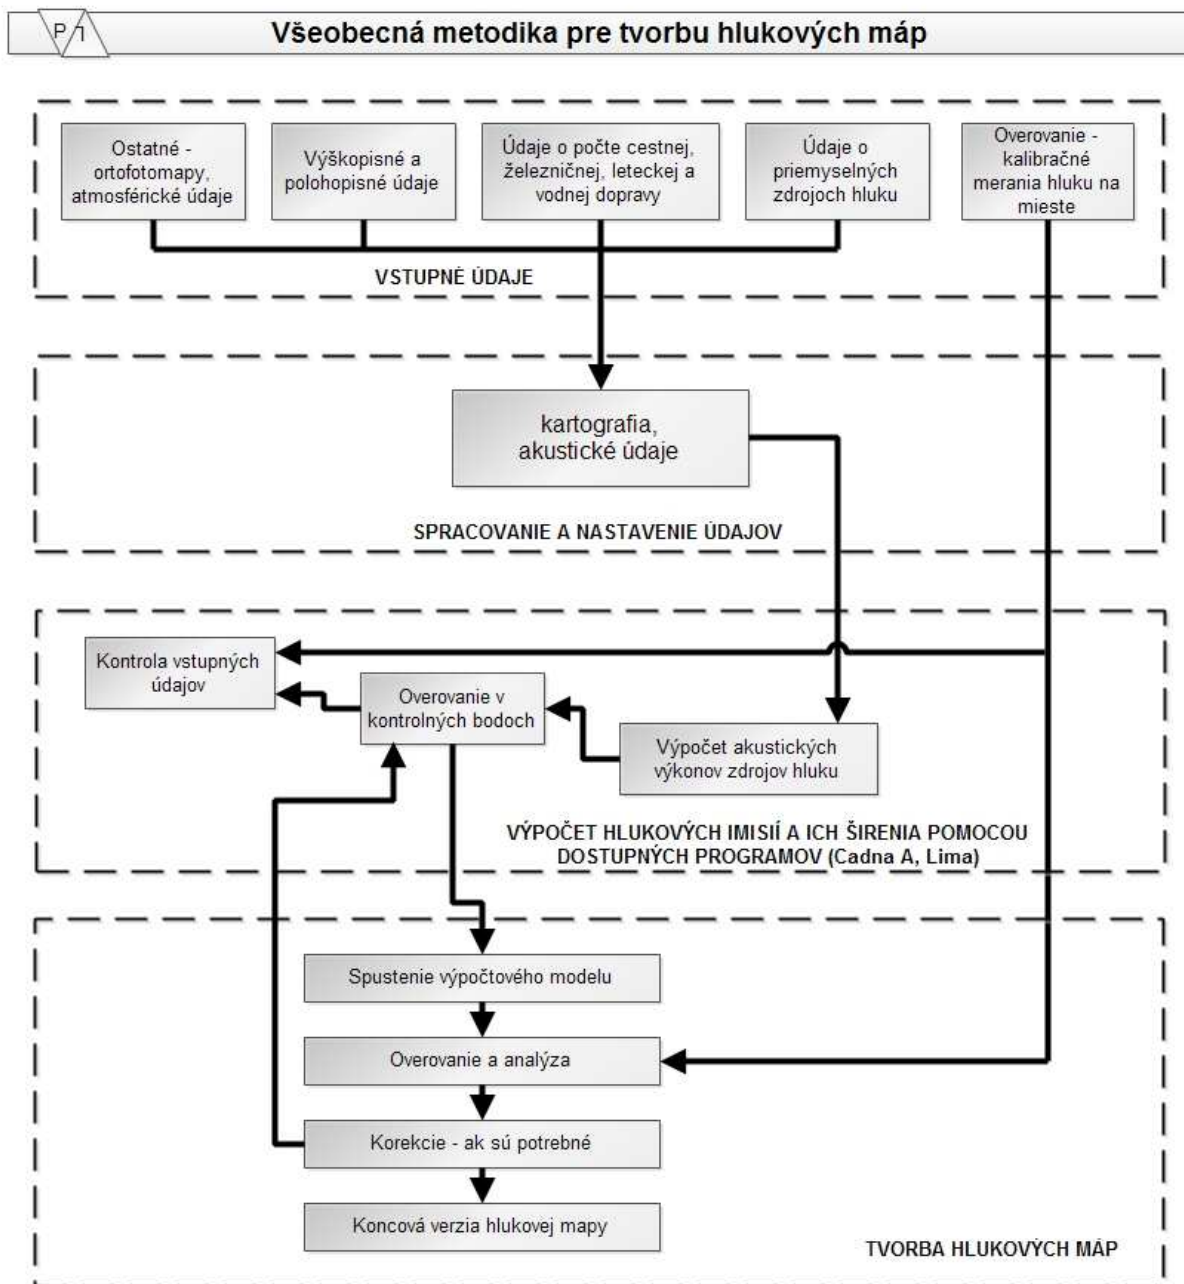 Všeobecná metodika pre tvorbu hlukových máp
Ostatné -
ortofotomapy,
atmosférické údaje
Výškopisné a
polohopisné údaje
Údaje o počte cestnej,
železničnej, leteckej a
vodnej dopravy
Údaje o
priemyselných
zdrojoch hluku
Overovanie -
kalibračné
merania hluku na
mieste
VSTUPNÉ ÚDAJE
kartografia,
akustické údaje
SPRACOVANIE A NASTAVENIE ÚDAJOV
Kontrola vstupných
údajov
Overovanie v
kontrolných bodoch
Výpočet akustických
výkonov zdrojov hluku
VÝPOČET HLUKOVÝCH IMISIÍ A ICH ŠIRENIA POMOCOU
DOSTUPNÝCH PROGRAMOV (Cadna A, Lima)
Spustenie výpočtového modelu
Overovanie a analýza
Korekcie - ak sú potrebné
Koncová verzia hlukovej mapy
TVORBA HLUKOVÝCH MÁP